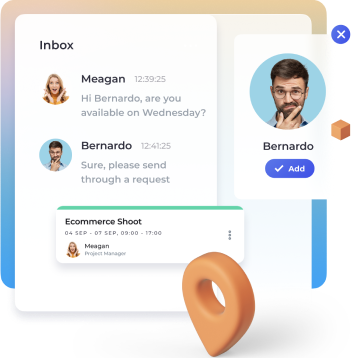 Inbox
Meagan 12:39:25
Hi Bernardo, are you
available on Wednesday?
Bernardo 12:41:25
Sure, please send
through a request
Bernardo
Add
Ecommerce Shoot
04 SEP - 07 SEP, 09:00 - 17:00
Meagan
Project Manager